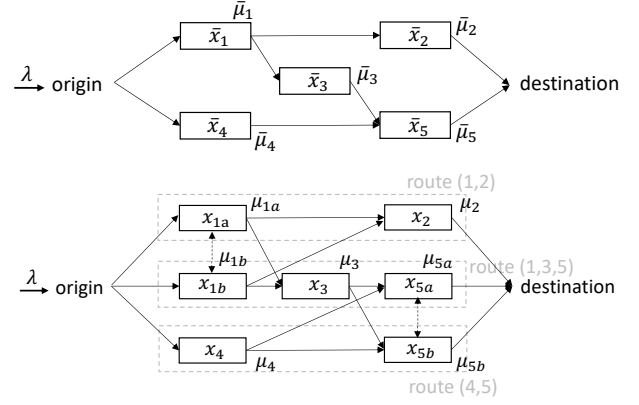 μ̄₁
μ̄₂
x̄₁
x̄₂
λ
origin
x̄₃
μ̄₃
destination
x̄₄
μ̄₄
x̄₅
μ̄₅
route (1,2)
x₁ₐ
μ₁ₐ
x₂
μ₂
μ₁b
μ₃
μ₅ₐ
route (1,3,5)
λ
origin
x₁b
x₃
x₅ₐ
destination
x₄
μ₄
x₅b
μ₅b
route (4,5)